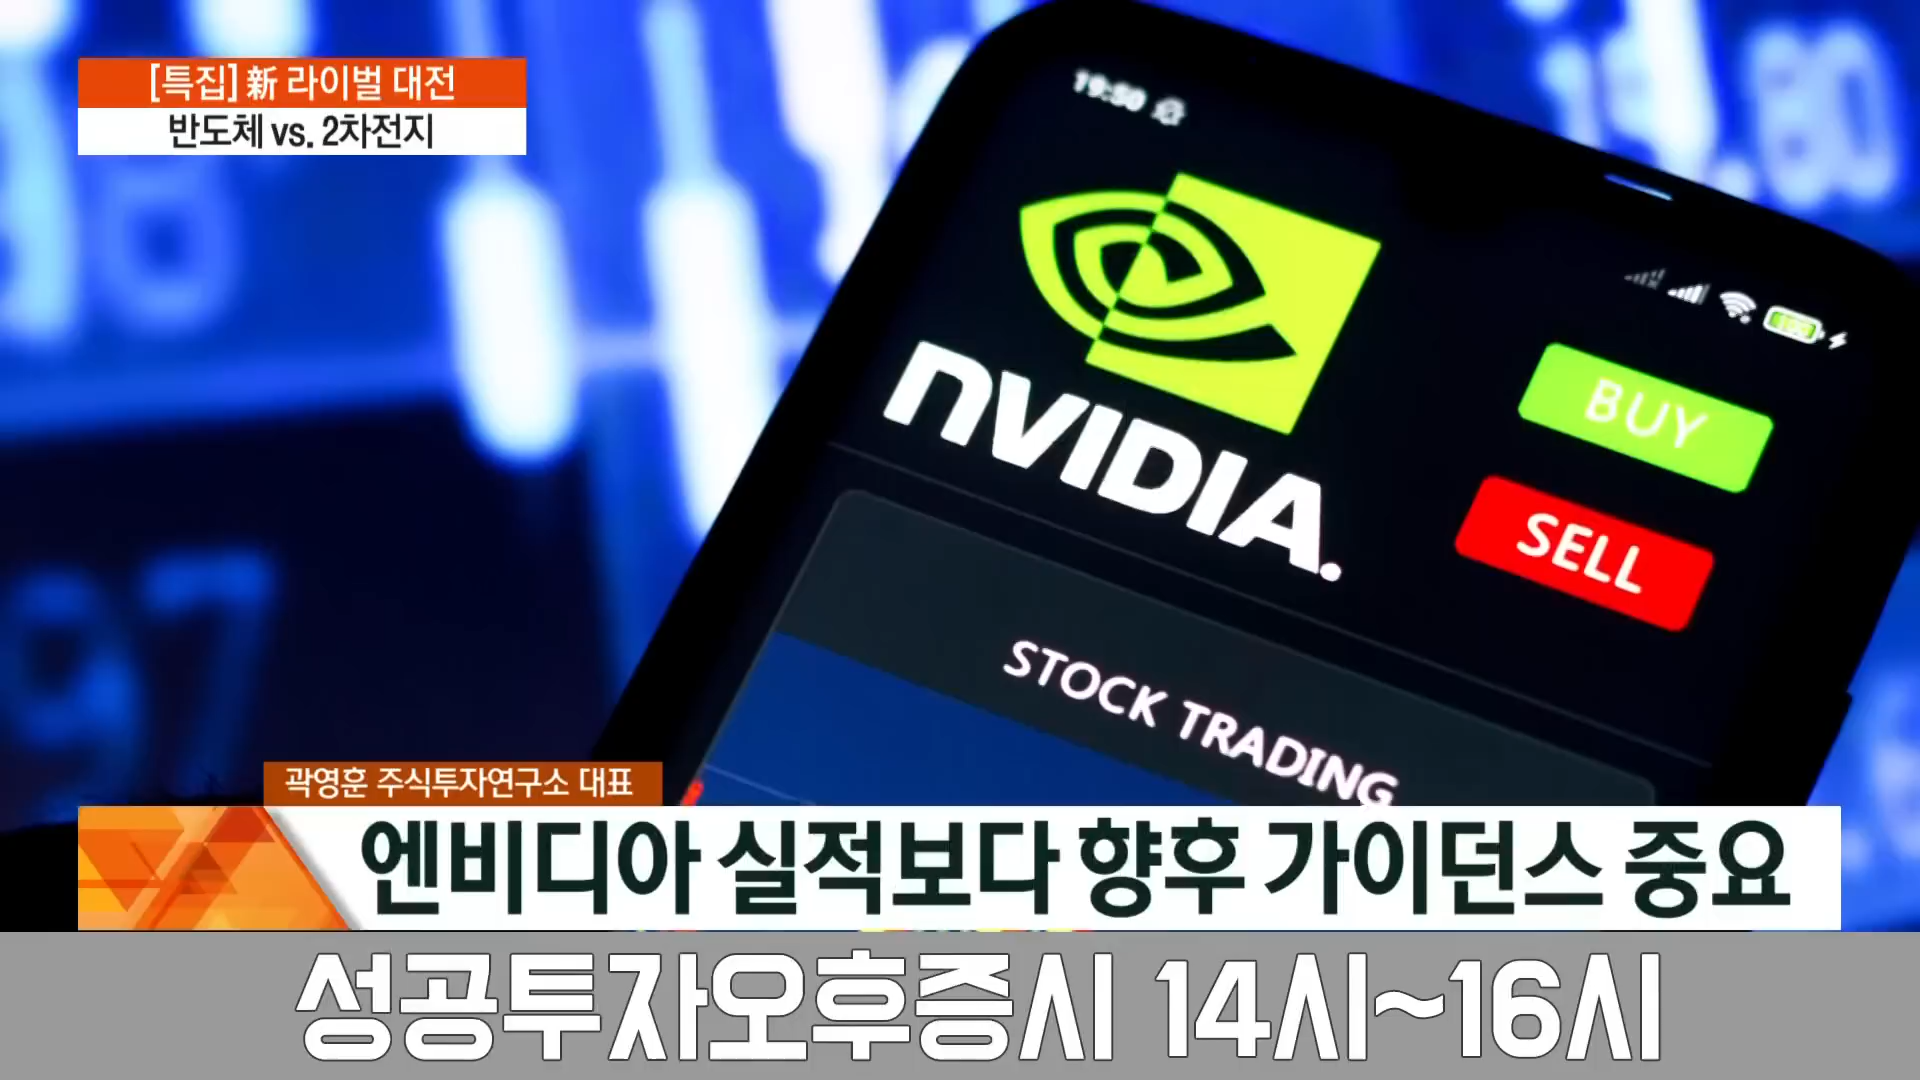 [특집] 新 라이벌 대전
반도체 vs. 2차전지
19:50
NVIDIA.
BUY
SELL
STOCK TRADING
97
곽영훈 주식투자연구소 대표
엔비디아 실적보다 향후 가이던스 중요
성공투자오후증시 14시~16시